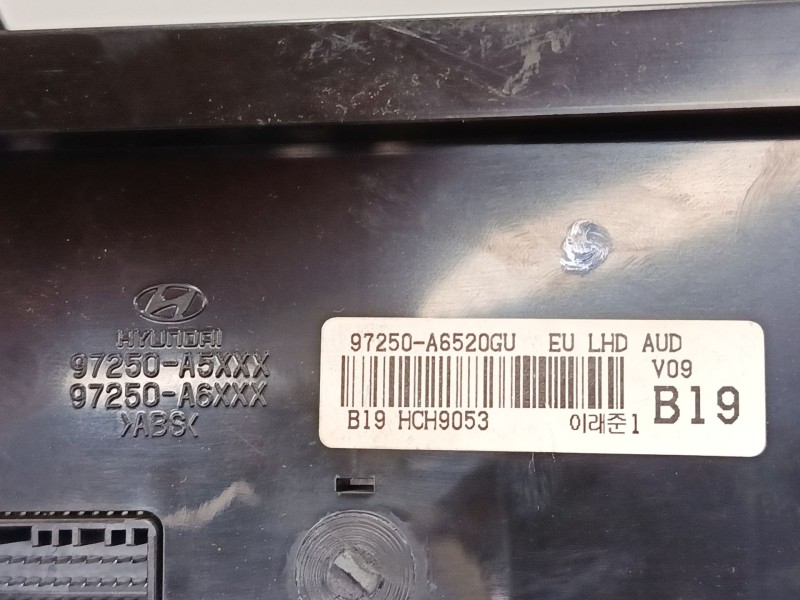 HYUNDAI
97250-A5XXX
97250-A6XXX
>ABS<
97250-A6520GU EU LHD AUD
V09
B19 HCH9053 이래준1 B19